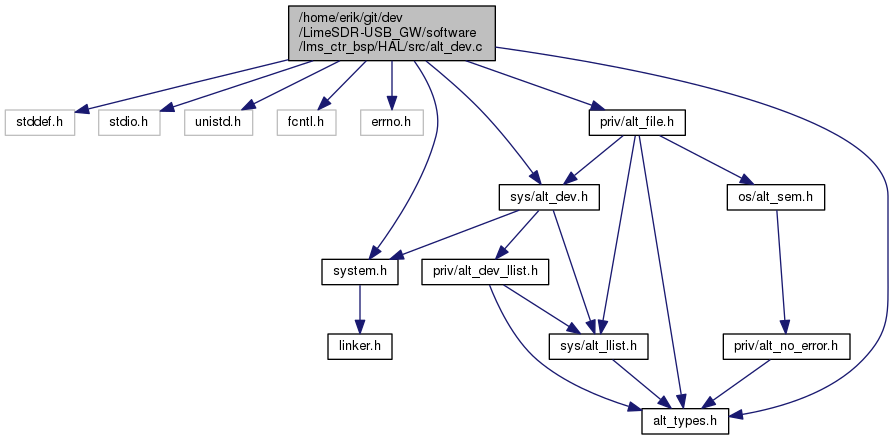 /home/erik/git/dev
/LimeSDR-USB_GW/software
/lms_ctr_bsp/HAL/src/alt_dev.c
stddef.h
stdio.h
unistd.h
fcntl.h
errno.h
priv/alt_file.h
sys/alt_dev.h
os/alt_sem.h
system.h
priv/alt_dev_llist.h
linker.h
sys/alt_llist.h
priv/alt_no_error.h
alt_types.h